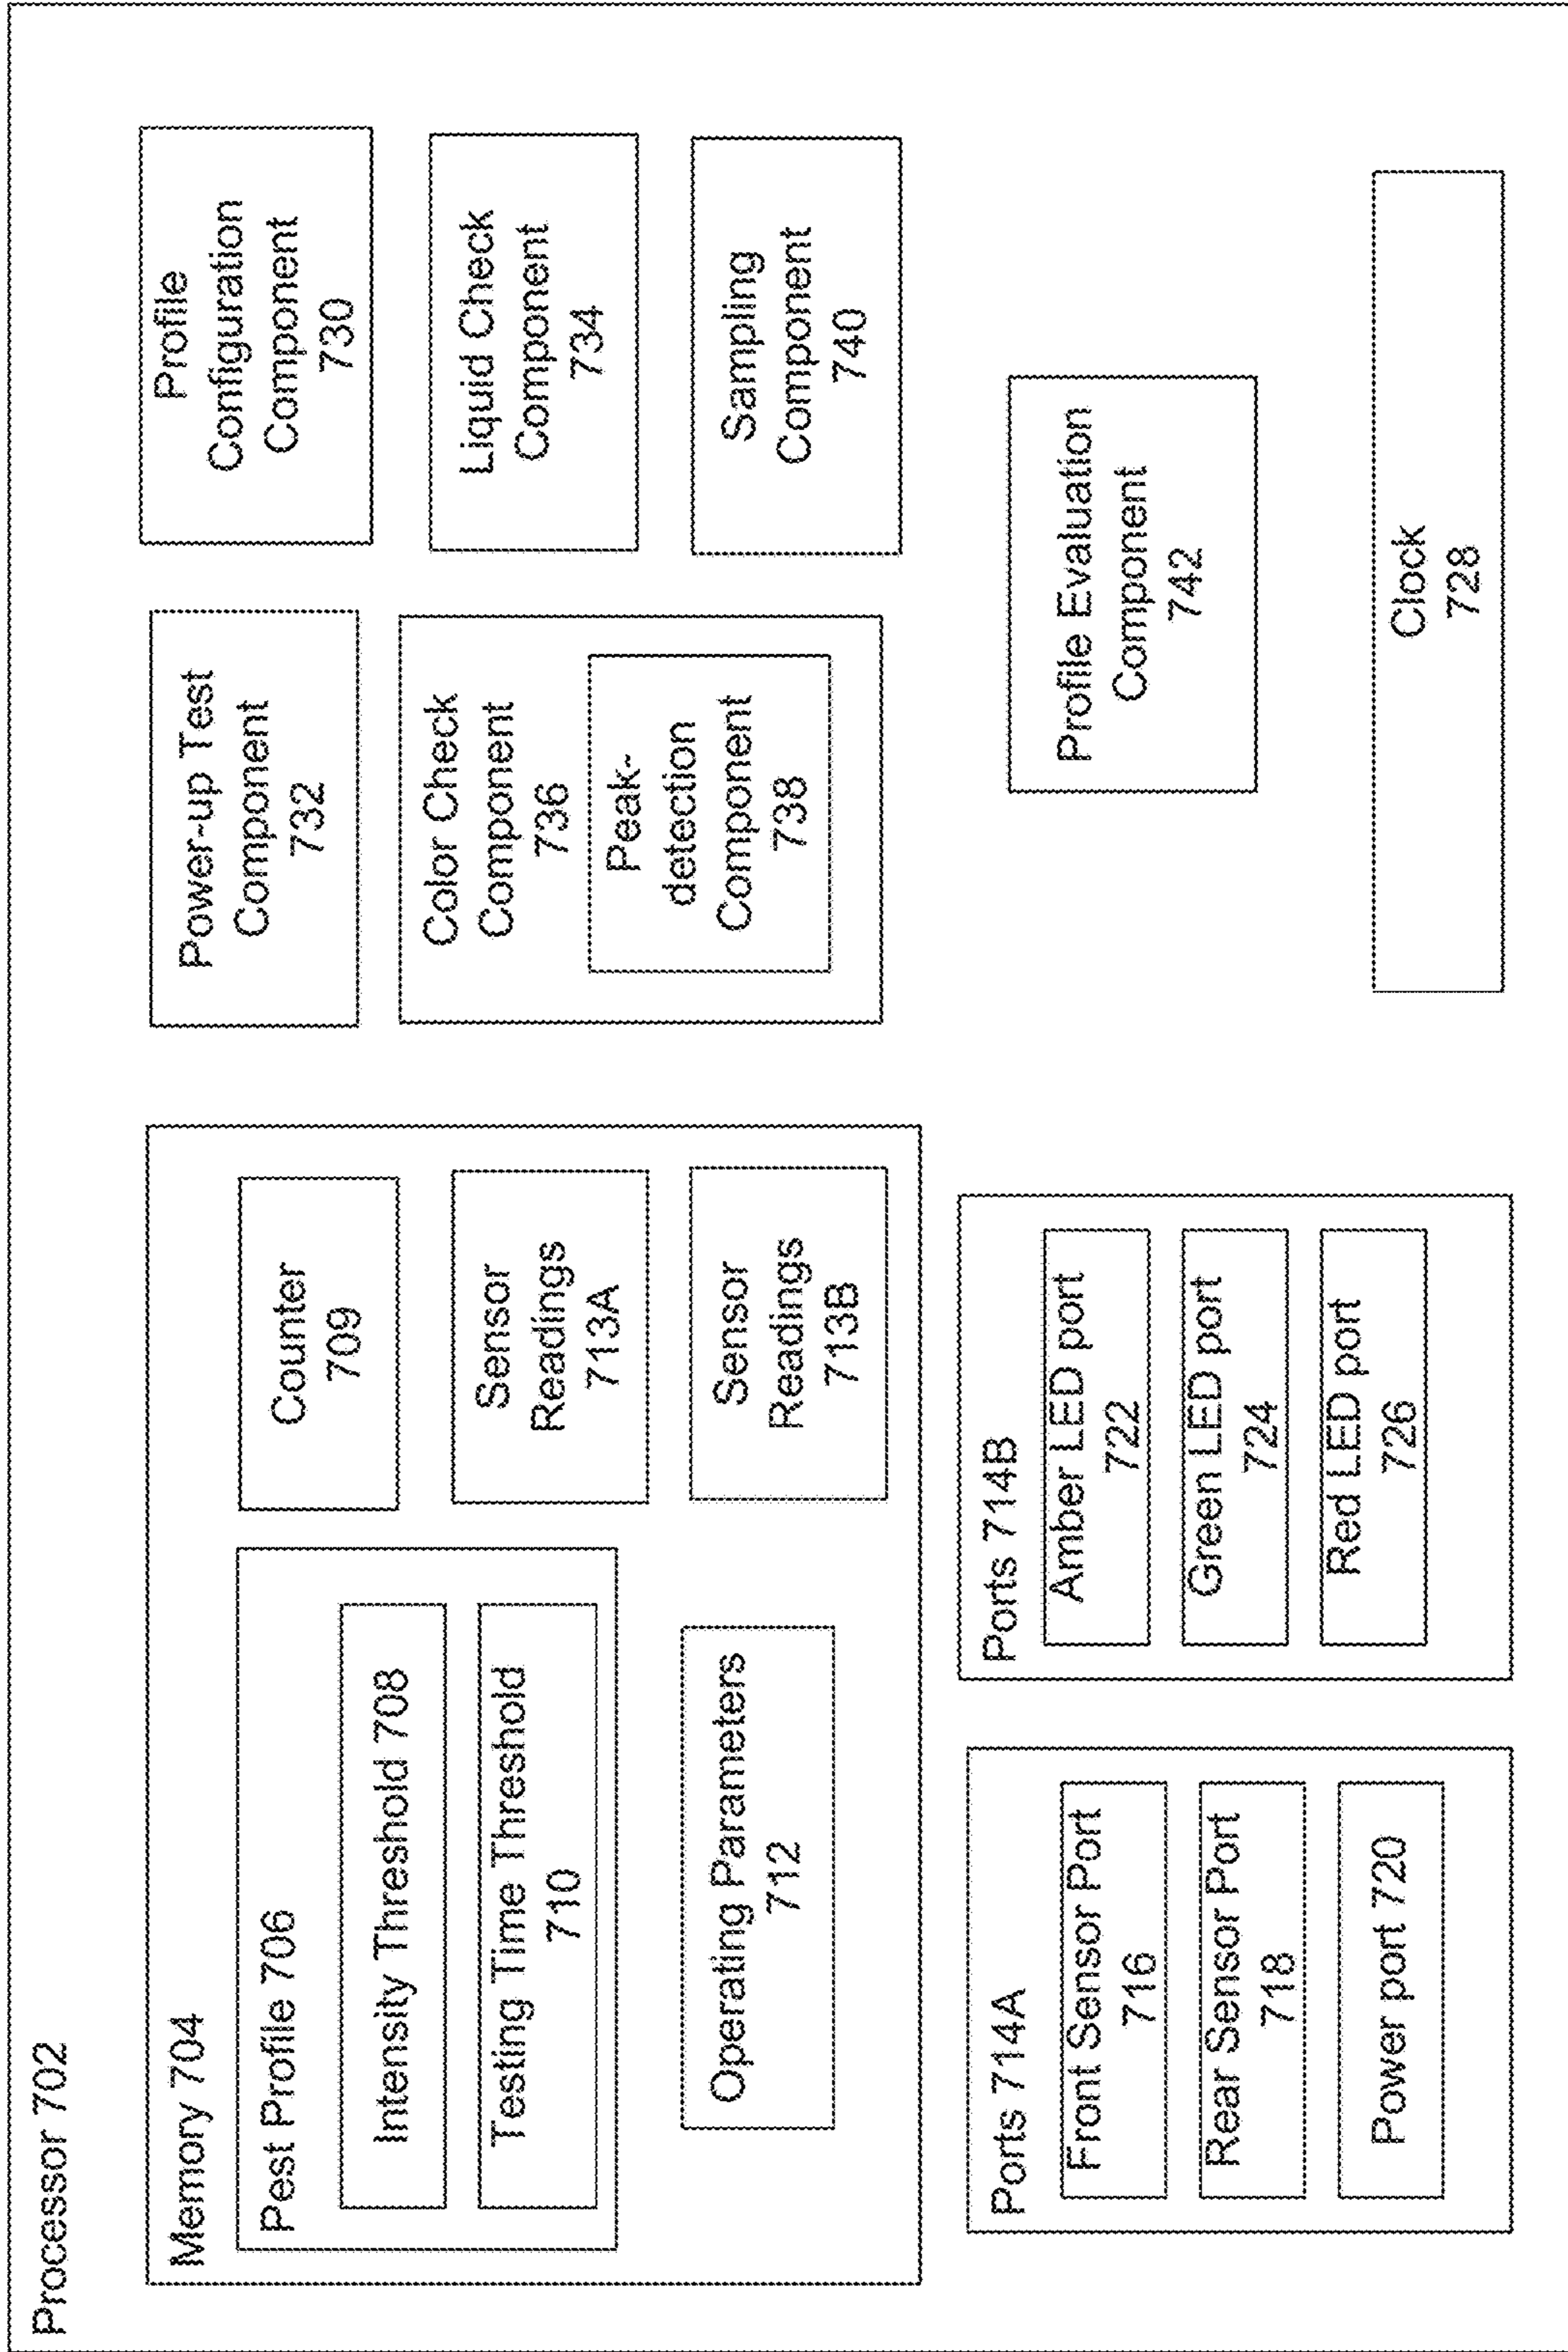 Processor 702
Memory 704
Pest Profile 706
Intensity Threshold 708
Testing Time Threshold
710
Operating Parameters
712
Counter
709
Sensor
Readings
713A
Sensor
Readings
713B
Ports 714A
Front Sensor Port
716
Rear Sensor Port
718
Power port 720
Ports 714B
Amber LED port
722
Green LED port
724
Red LED port
726
Power-up Test
Component
732
Profile
Configuration
Component
730
Color Check
Component
736
Peak-
detection
Component
738
Liquid Check
Component
734
Sampling
Component
740
Profile Evaluation
Component
742
Clock
728